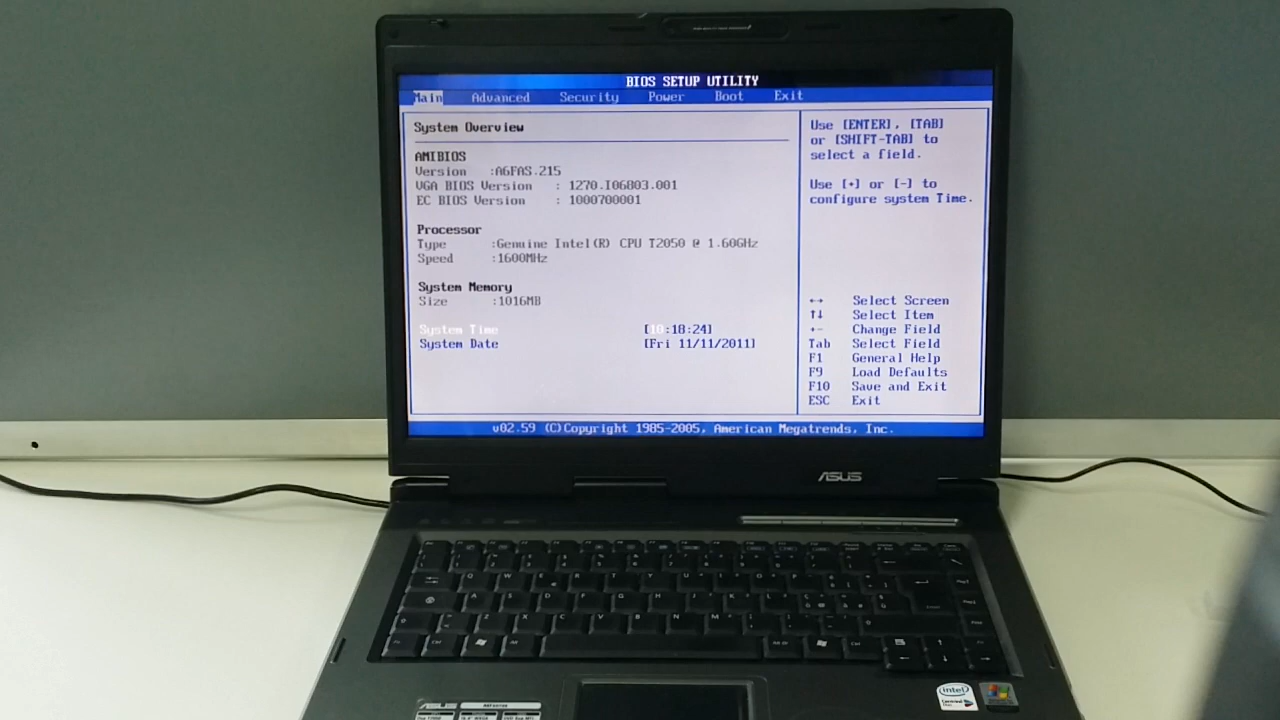 BIOS SETUP UTILITY
Main Advanced Security Power Boot Exit
System Overview
AMIBIOS
Version :A6FAS.215
VGA BIOS Version : 1270.I06803.001
EC BIOS Version : 1000700001
Processor
Type :Genuine Intel(R) CPU T2050 @ 1.60GHz
Speed :1600MHz
System Memory
Size :1016MB
System Time [10:18:24]
System Date [Fri 11/11/2011]
Use [ENTER], [TAB]
or [SHIFT-TAB] to
select a field.
Use [+] or [-] to
configure system Time.
↔ Select Screen
↑↓ Select Item
+- Change Field
Tab Select Field
F1 General Help
F9 Load Defaults
F10 Save and Exit
ESC Exit
v02.59 (C)Copyright 1985-2005, American Megatrends, Inc.
ASUS
Q W E R T Y U I O P
A S D F G H J K L
Z X C V B N M
intel